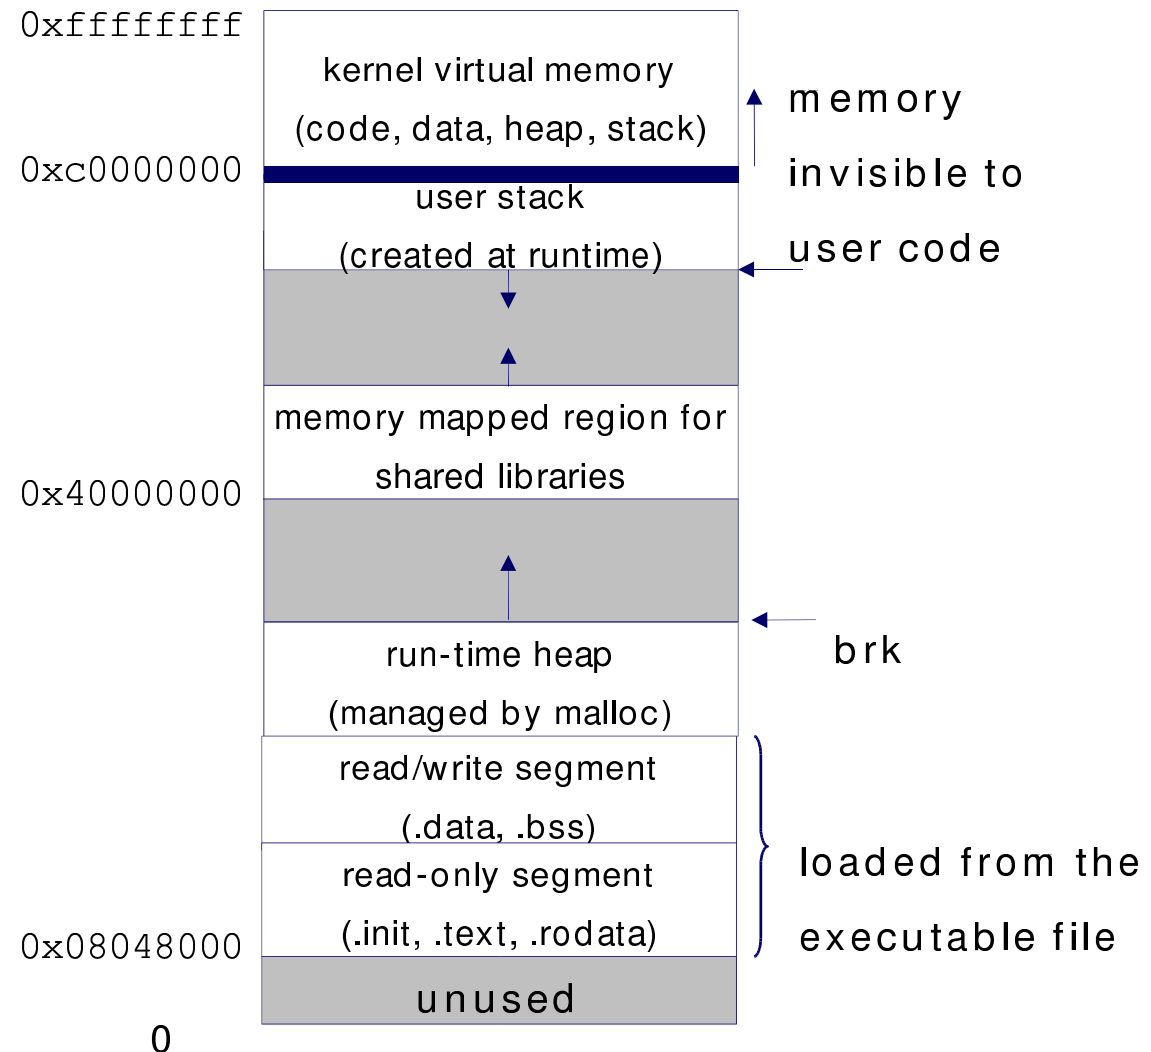 0xffffffff
kernel virtual memory
(code, data, heap, stack)
memory
invisible to
user code
0xc0000000
user stack
(created at runtime)
memory mapped region for
shared libraries
0x40000000
brk
run-time heap
(managed by malloc)
read/write segment
(.data, .bss)
read-only segment
(.init, .text, .rodata)
loaded from the
executable file
0x08048000
unused
0